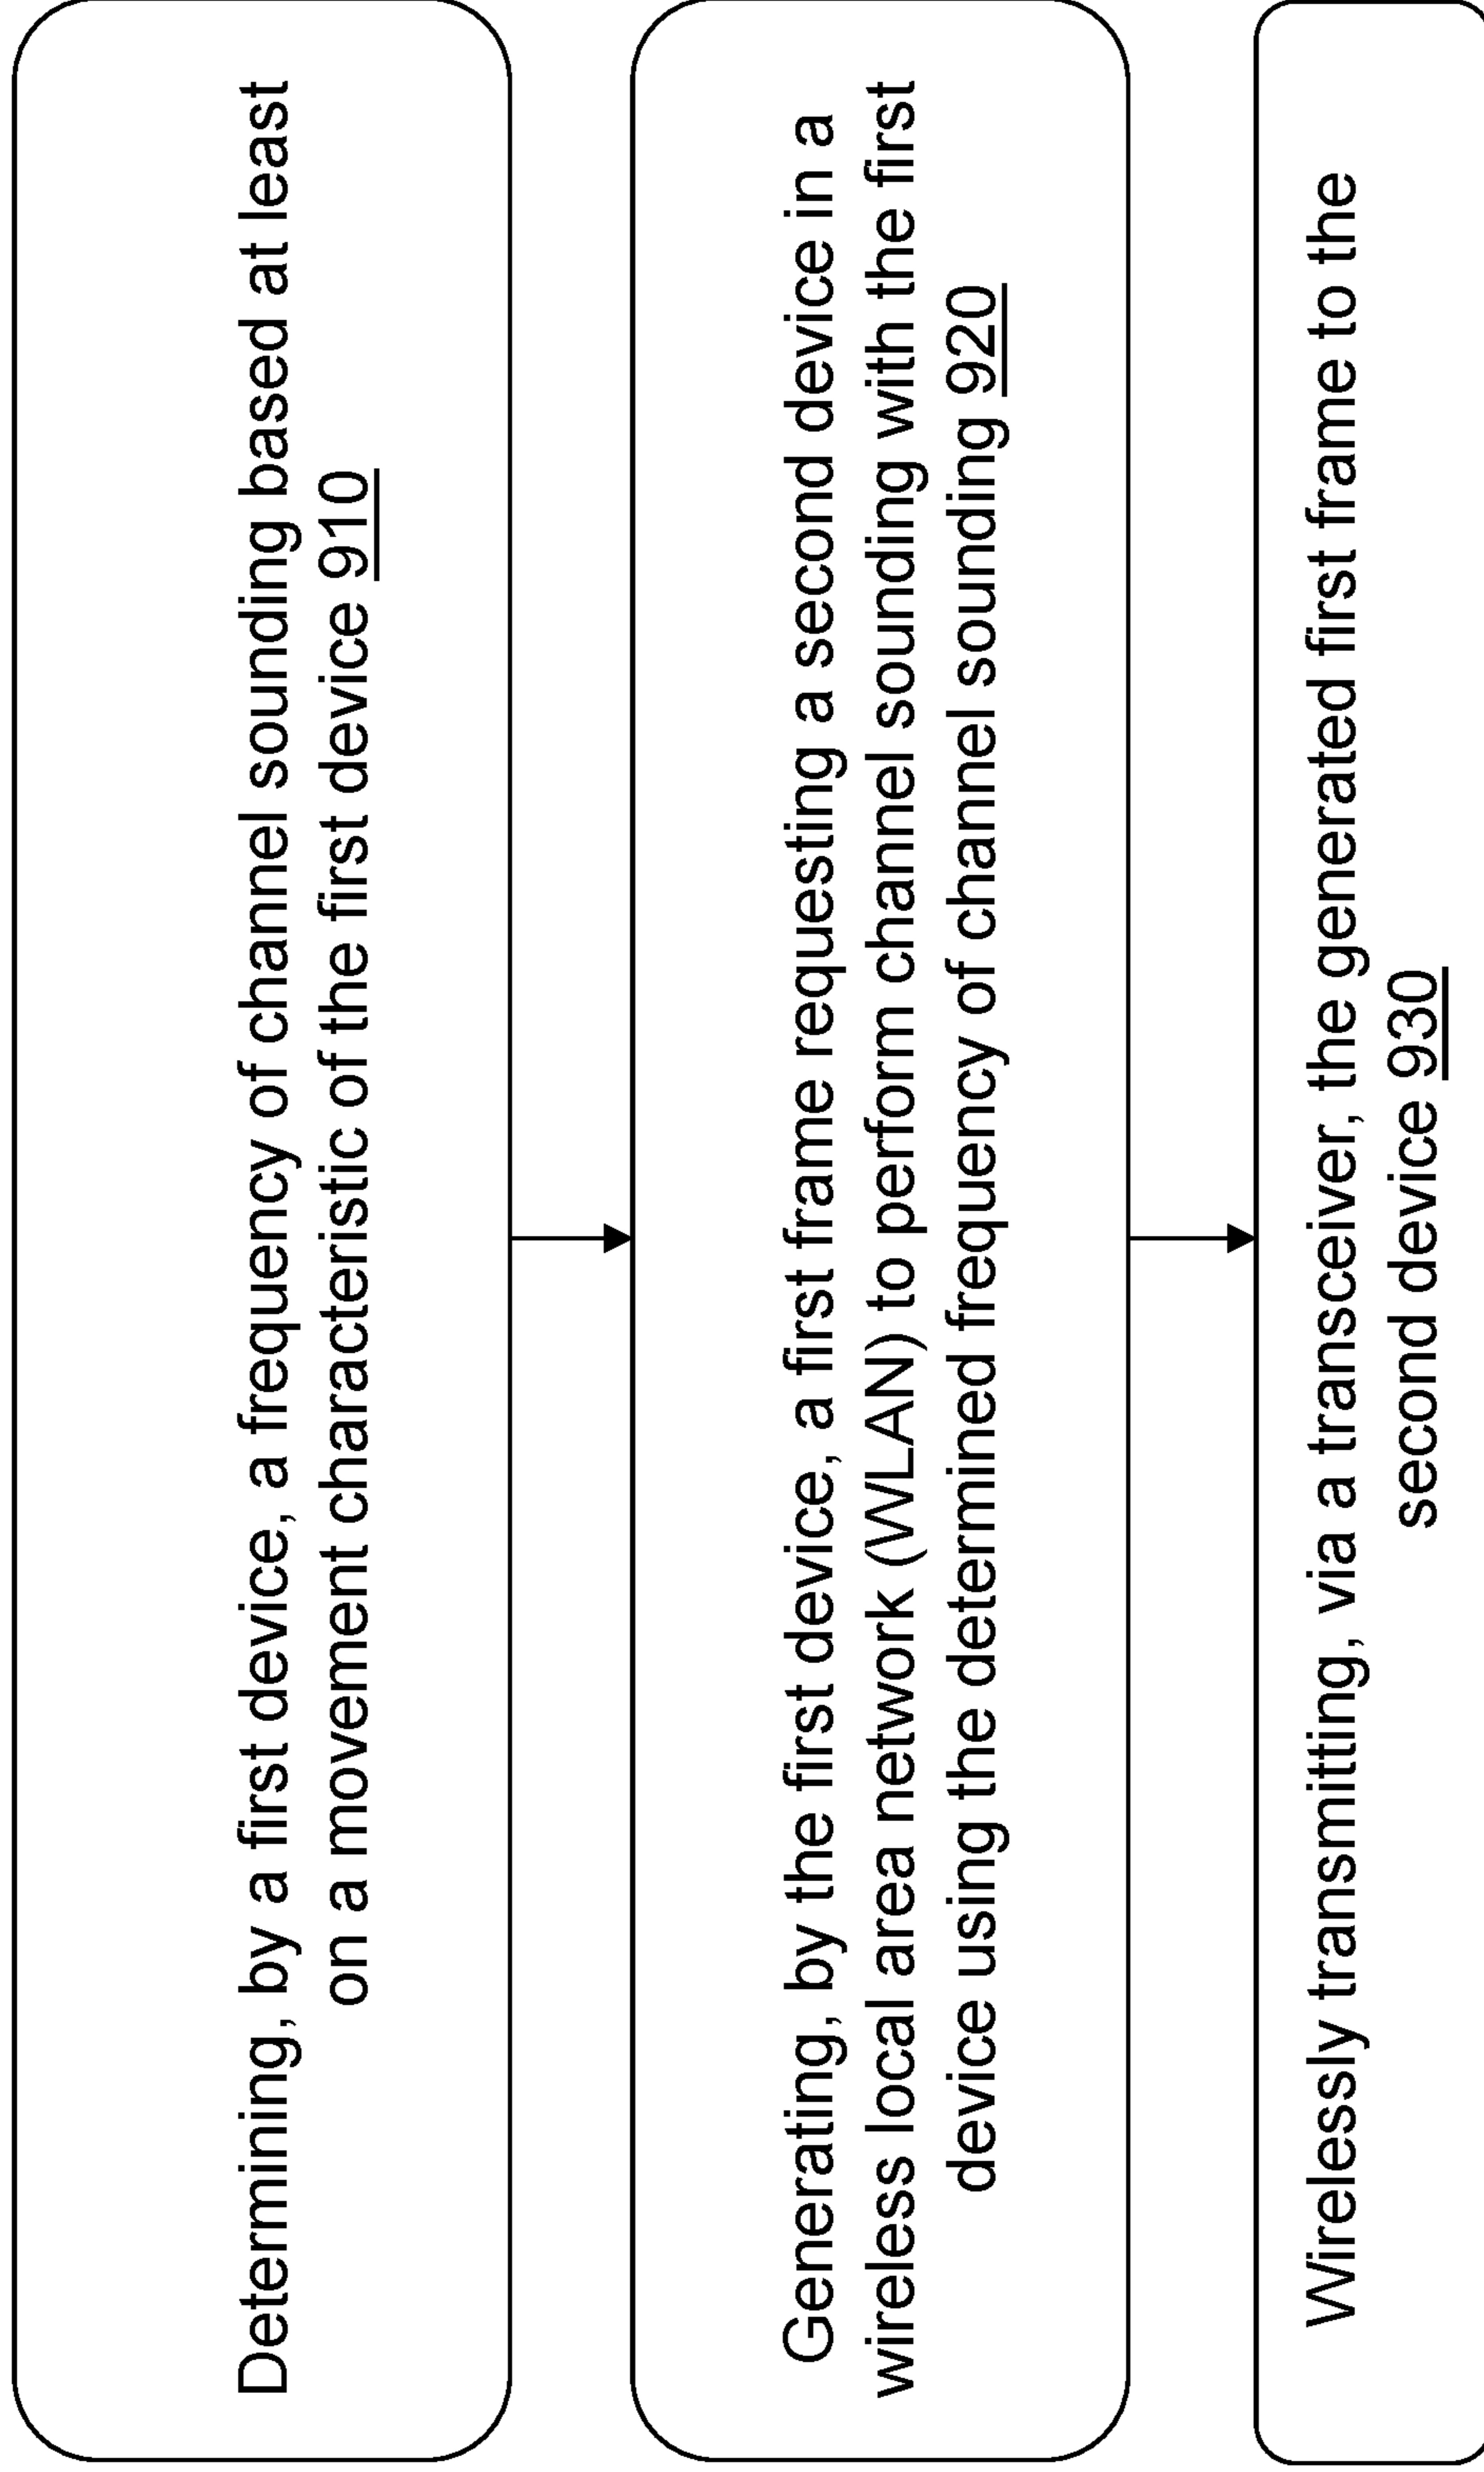 Determining, by a first device, a frequency of channel sounding based at least
on a movement characteristic of the first device 910
Generating, by the first device, a first frame requesting a second device in a
wireless local area network (WLAN) to perform channel sounding with the first
device using the determined frequency of channel sounding 920
Wirelessly transmitting, via a transceiver, the generated first frame to the
second device 930